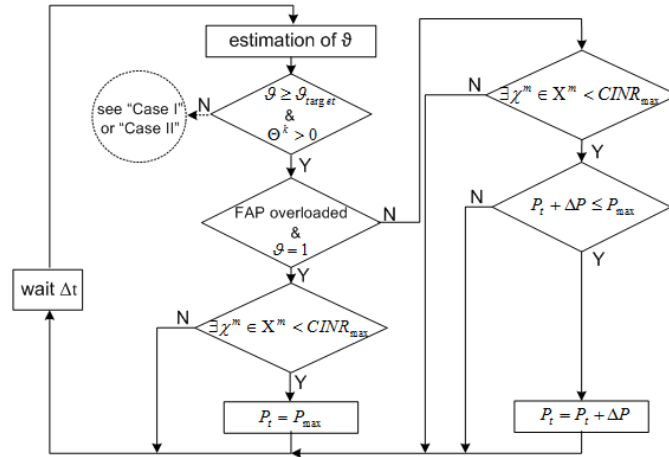 estimation of ϑ
ϑ ≥ ϑ_target
&
Θ^k > 0
N
see “Case I”
or “Case II”
Y
FAP overloaded
&
ϑ = 1
N
Y
∃χ^m ∈ X^m < CINR_max
N
Y
P_t = P_max
wait Δt
∃χ^m ∈ X^m < CINR_max
N
Y
P_t + ΔP ≤ P_max
N
Y
P_t = P_t + ΔP